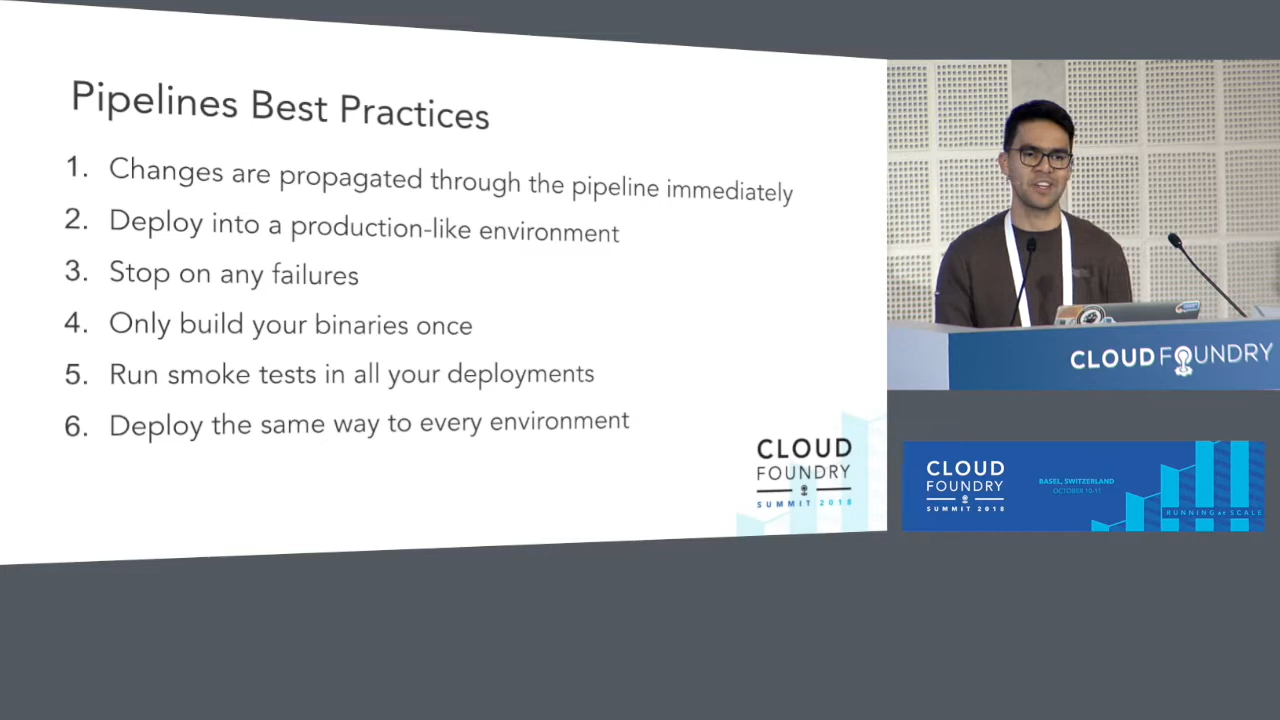 Pipelines Best Practices
1. Changes are propagated through the pipeline immediately
2. Deploy into a production-like environment
3. Stop on any failures
4. Only build your binaries once
5. Run smoke tests in all your deployments
6. Deploy the same way to every environment
CLOUD
FOUNDRY
SUMMIT 2018
CLOUD FOUNDRY
CLOUD
FOUNDRY
SUMMIT 2018
BASEL, SWITZERLAND
OCTOBER 10-11
RUNNING at SCALE